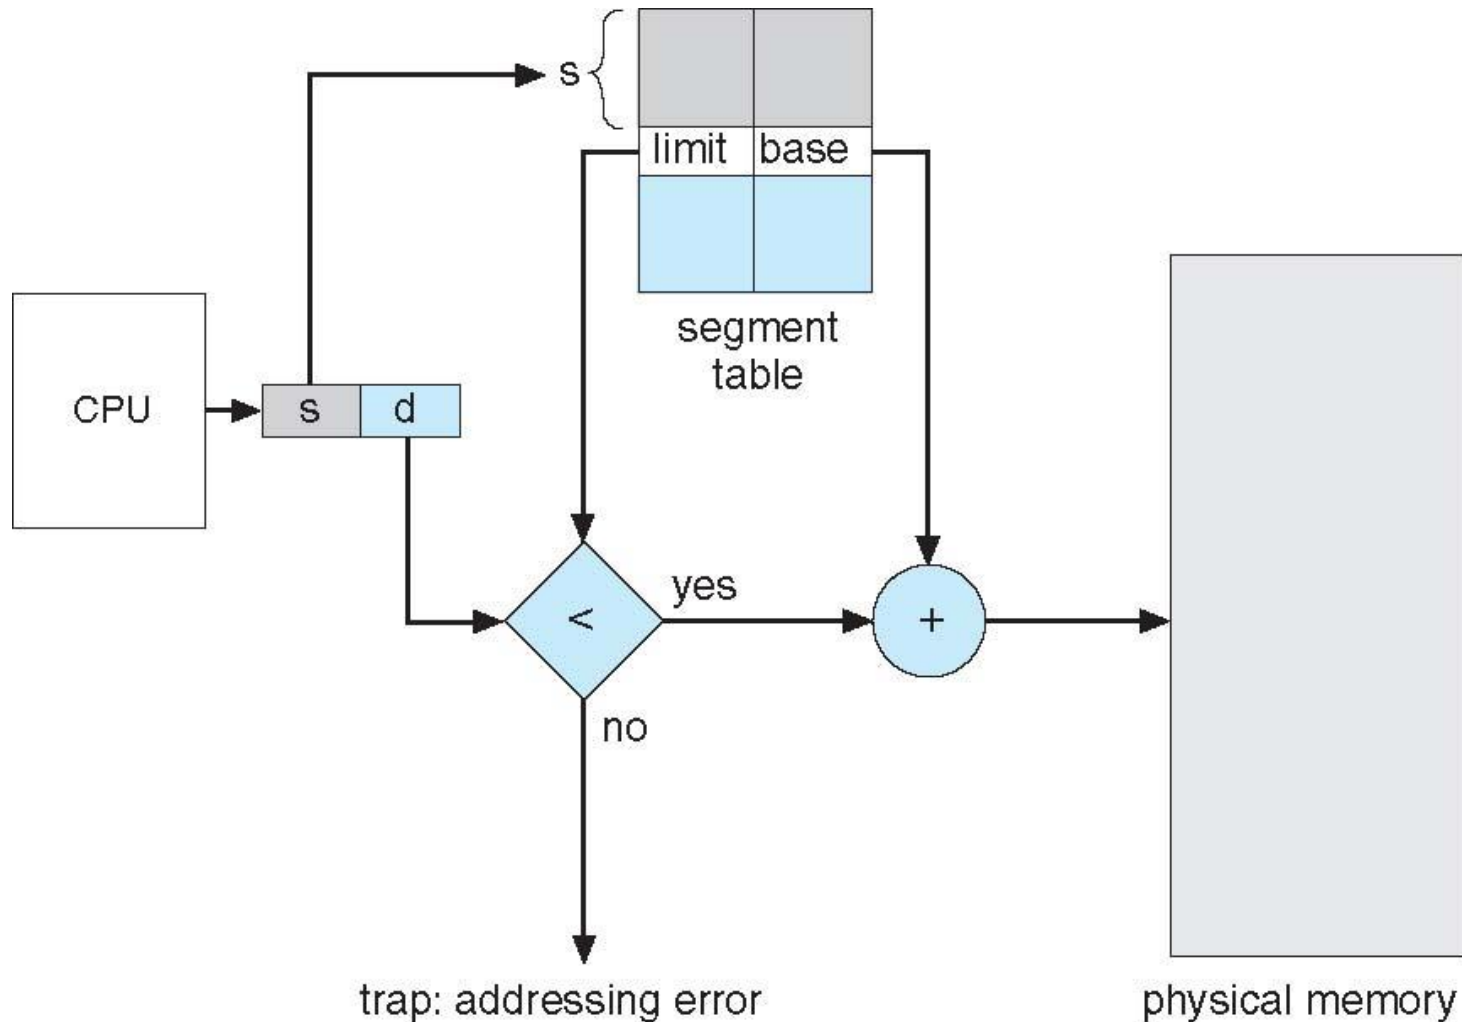 s
limit base
segment
table
CPU
s d
<
yes
+
no
trap: addressing error
physical memory